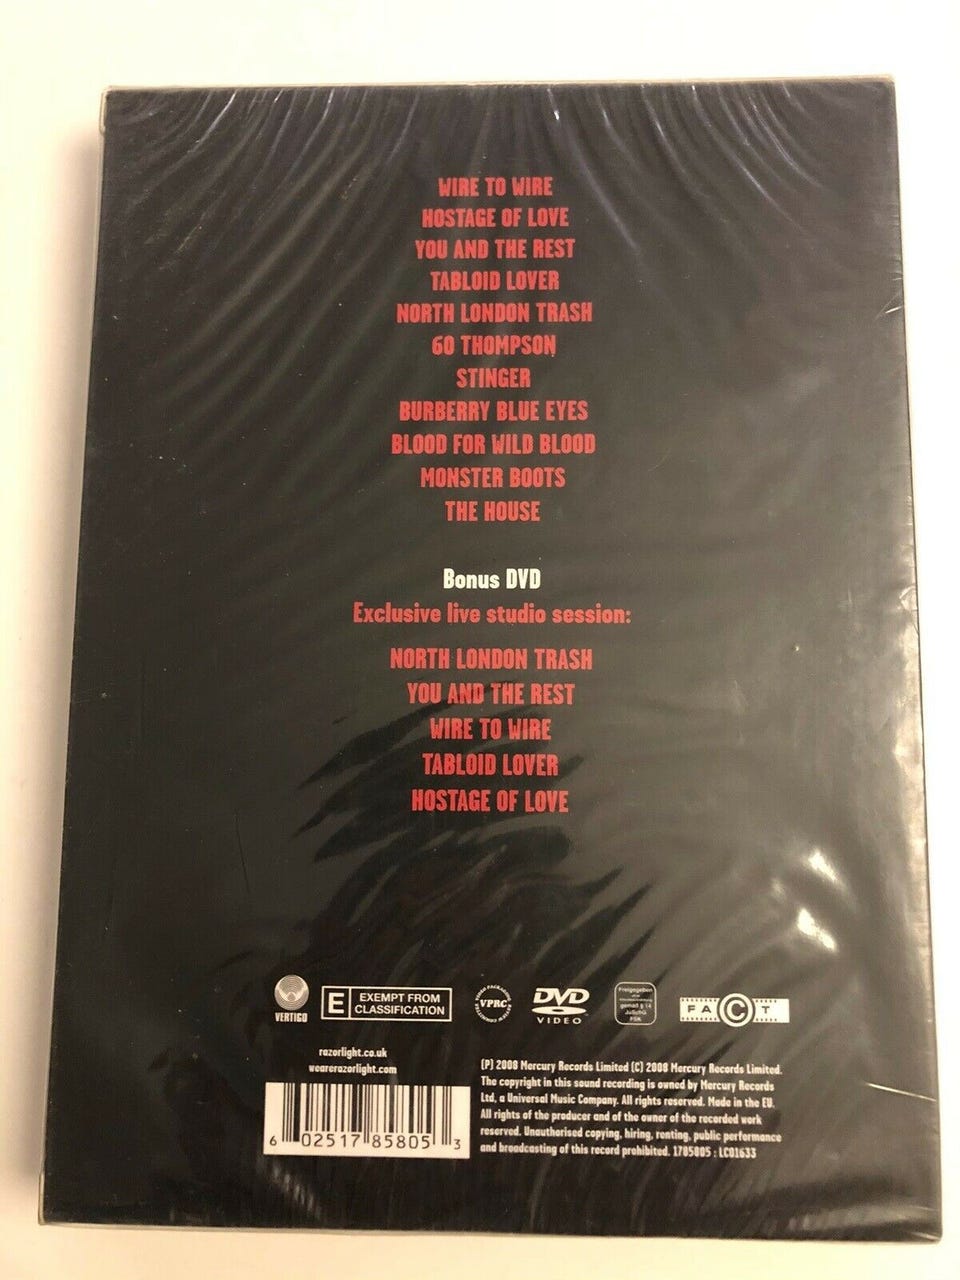 WIRE TO WIRE
HOSTAGE OF LOVE
YOU AND THE REST
TABLOID LOVER
NORTH LONDON TRASH
60 THOMPSON
STINGER
BURBERRY BLUE EYES
BLOOD FOR WILD BLOOD
MONSTER BOOTS
THE HOUSE
Bonus DVD
Exclusive live studio session:
NORTH LONDON TRASH
YOU AND THE REST
WIRE TO WIRE
TABLOID LOVER
HOSTAGE OF LOVE
VERTIGO
E EXEMPT FROM
CLASSIFICATION
VPRC
DVD
VIDEO
Freigegeben
gemäß § 14
JuSchG
FSK
FACT
razorlight.co.uk
wearerazorlight.com
6 02517 85805 3
(P) 2008 Mercury Records Limited (C) 2008 Mercury Records Limited.
The copyright in this sound recording is owned by Mercury Records
Ltd, a Universal Music Company. All rights reserved. Made in the EU.
All rights of the producer and of the owner of the recorded work
reserved. Unauthorised copying, hiring, renting, public performance
and broadcasting of this record prohibited. 1785805 : LC01633